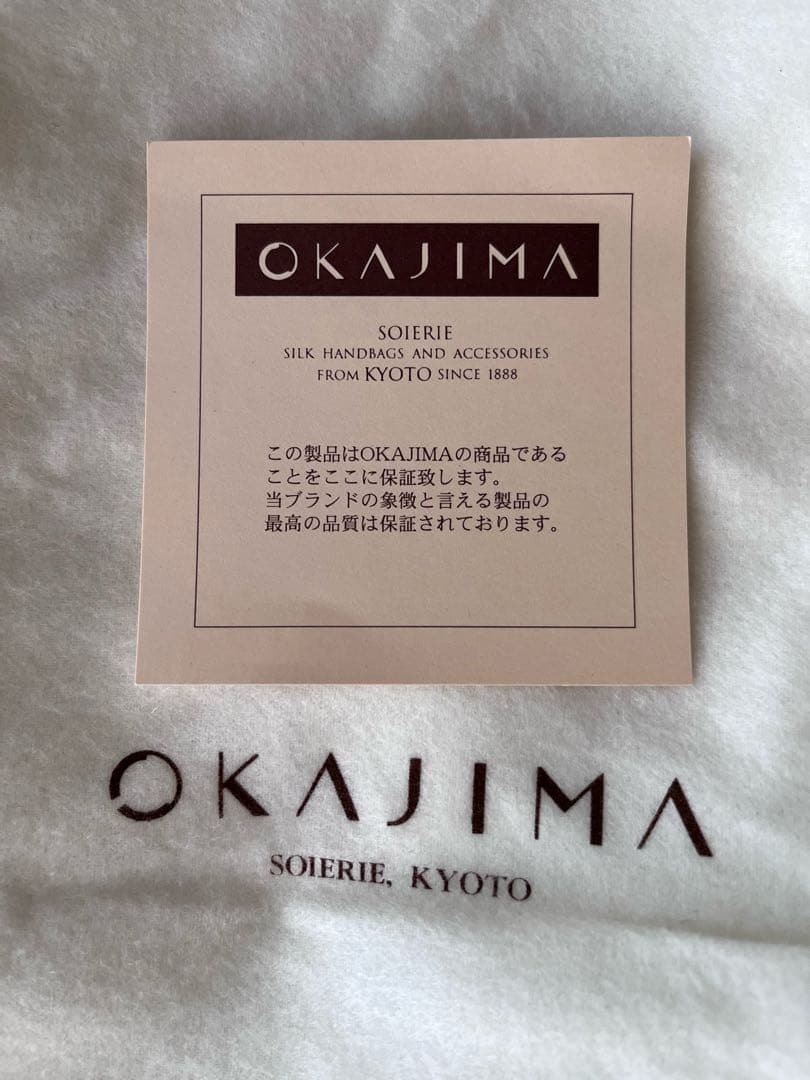 OKAJIMA
SOIERIE
SILK HANDBAGS AND ACCESSORIES
FROM KYOTO SINCE 1888
この製品はOKAJIMAの商品である
ことをここに保証致します。
当ブランドの象徴と言える製品の
最高の品質は保証されております。
OKAJIMA
SOIERIE, KYOTO